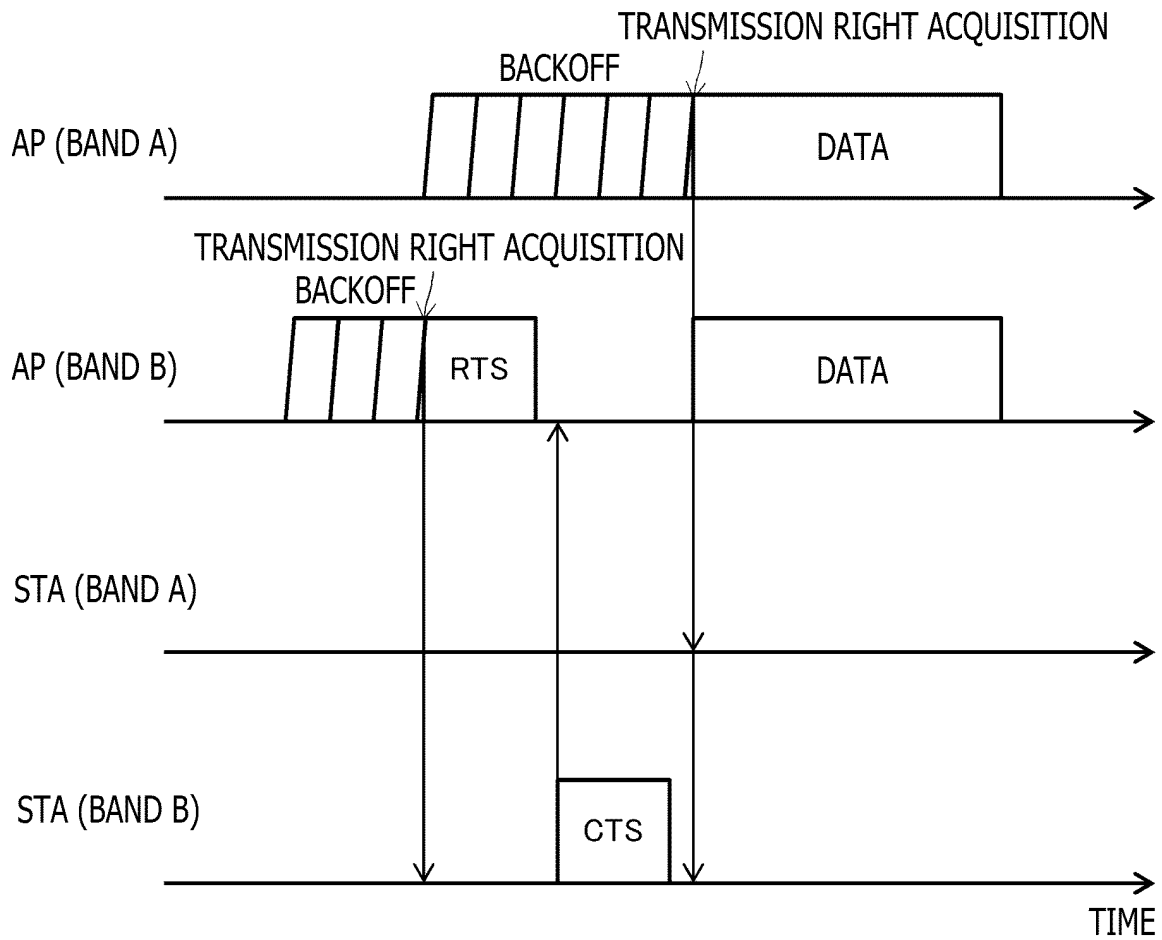 TRANSMISSION RIGHT ACQUISITION
BACKOFF
AP (BAND A)
DATA
TRANSMISSION RIGHT ACQUISITION
BACKOFF
AP (BAND B)
RTS
DATA
STA (BAND A)
STA (BAND B)
CTS
TIME